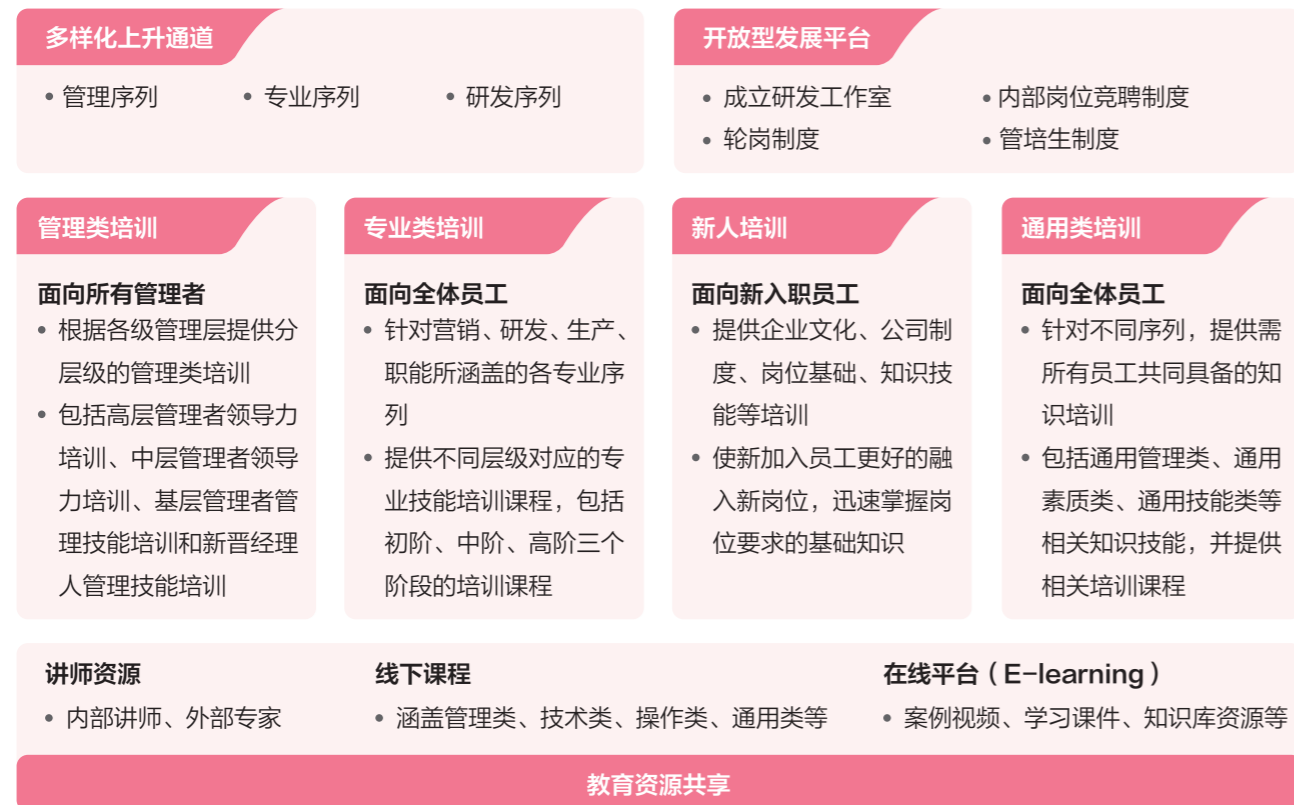 多样化上升通道
• 管理序列 • 专业序列 • 研发序列
开放型发展平台
• 成立研发工作室 • 内部岗位竞聘制度
• 轮岗制度 • 管培生制度
管理类培训
面向所有管理者
• 根据各级管理层提供分
层级的管理类培训
• 包括高层管理者领导力
培训、中层管理者领导
力培训、基层管理者管
理技能培训和新晋经理
人管理技能培训
专业类培训
面向全体员工
• 针对营销、研发、生产、
职能所涵盖的各专业序
列
• 提供不同层级对应的专
业技能培训课程，包括
初阶、中阶、高阶三个
阶段的培训课程
新人培训
面向新入职员工
• 提供企业文化、公司制
度、岗位基础、知识技
能等培训
• 使新加入员工更好的融
入新岗位，迅速掌握岗
位要求的基础知识
通用类培训
面向全体员工
• 针对不同序列，提供需
所有员工共同具备的知
识培训
• 包括通用管理类、通用
素质类、通用技能类等
相关知识技能，并提供
相关培训课程
讲师资源
• 内部讲师、外部专家
线下课程
• 涵盖管理类、技术类、操作类、通用类等
在线平台（E-learning）
• 案例视频、学习课件、知识库资源等
教育资源共享